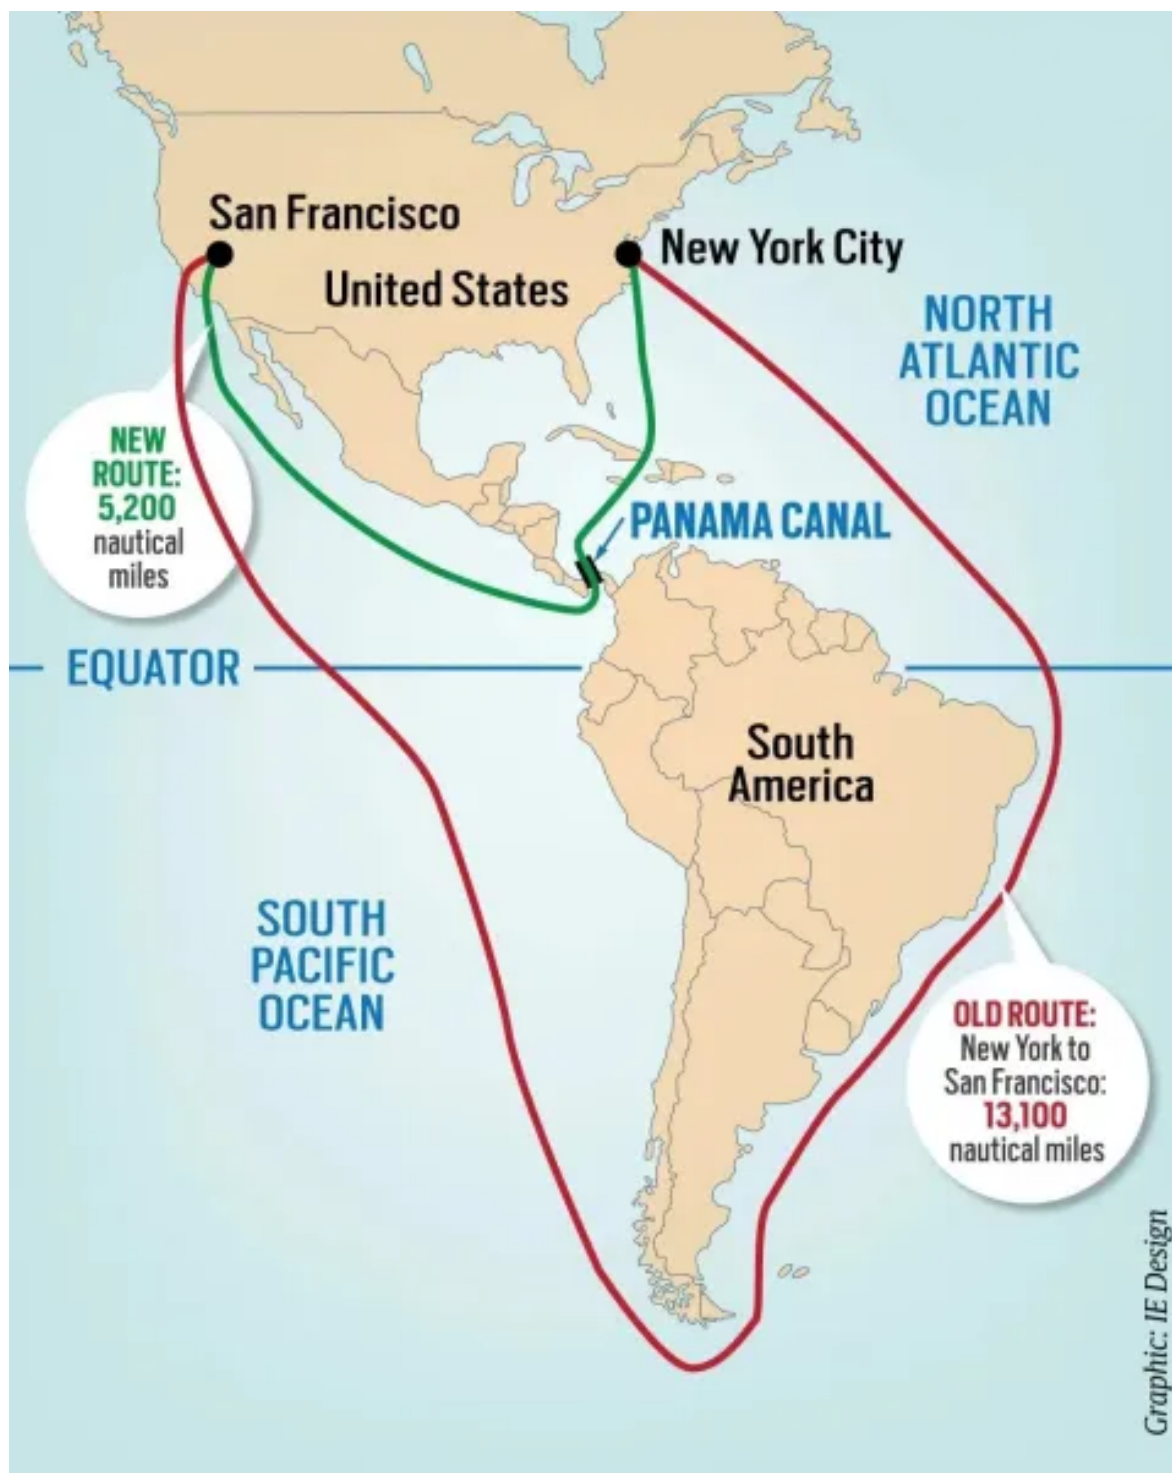 San Francisco
New York City
United States
NORTH
ATLANTIC
OCEAN
NEW
ROUTE:
5,200
nautical
miles
PANAMA CANAL
EQUATOR
South
America
SOUTH
PACIFIC
OCEAN
OLD ROUTE:
New York to
San Francisco:
13,100
nautical miles
Graphic: IE Design